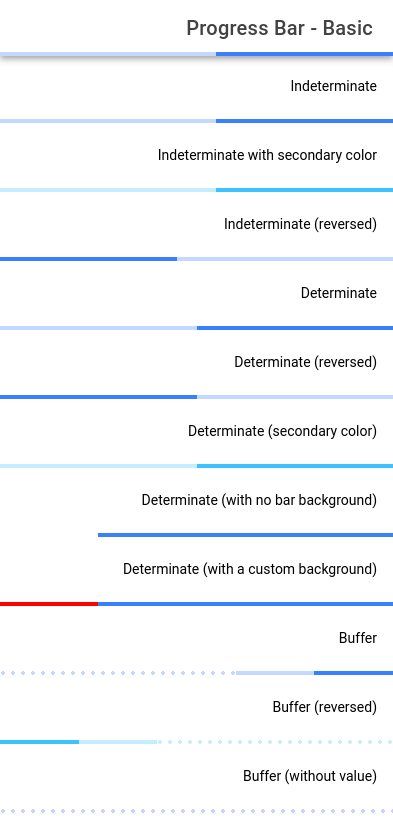 Progress Bar - Basic
Indeterminate
Indeterminate with secondary color
Indeterminate (reversed)
Determinate
Determinate (reversed)
Determinate (secondary color)
Determinate (with no bar background)
Determinate (with a custom background)
Buffer
Buffer (reversed)
Buffer (without value)